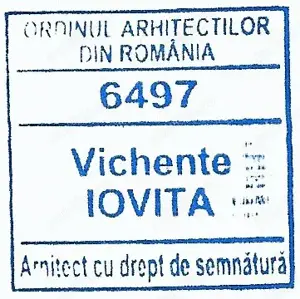 ORDINUL ARHITECTILOR
DIN ROMÂNIA
6497
Vichente
IOVITA
Arhitect cu drept de semnătură